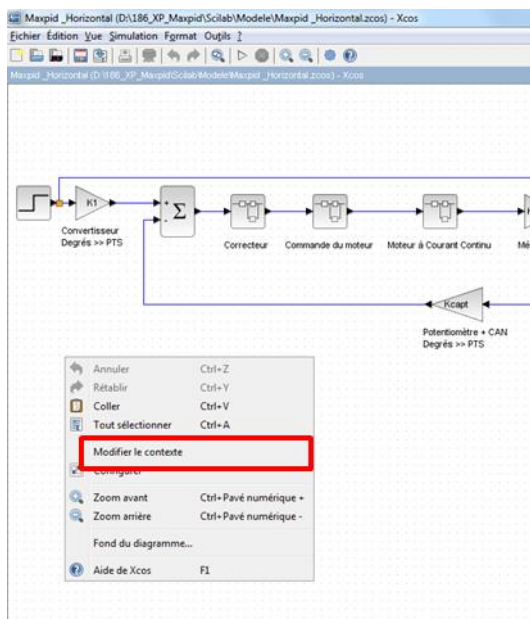 Maxpid _Horizontal (D:\186_XP_Maxpid\Scilab\Modele\Maxpid _Horizontal.zcos) - Xcos
Fichier Édition Vue Simulation Format Outils ?
Maxpid _Horizontal (D:\186_XP_Maxpid\Scilab\Modele\Maxpid _Horizontal.zcos) - Xcos
K1
+
-
Σ
Convertisseur
Degrés >> PTS
Correcteur
Commande du moteur
Moteur à Courant Continu
Mé
Kcapt
Potentiomètre + CAN
Degrés >> PTS
Annuler Ctrl+Z
Rétablir Ctrl+Y
Coller Ctrl+V
Tout sélectionner Ctrl+A
Modifier le contexte
Configurer
Zoom avant Ctrl+Pavé numérique +
Zoom arrière Ctrl+Pavé numérique -
Fond du diagramme...
Aide de Xcos F1